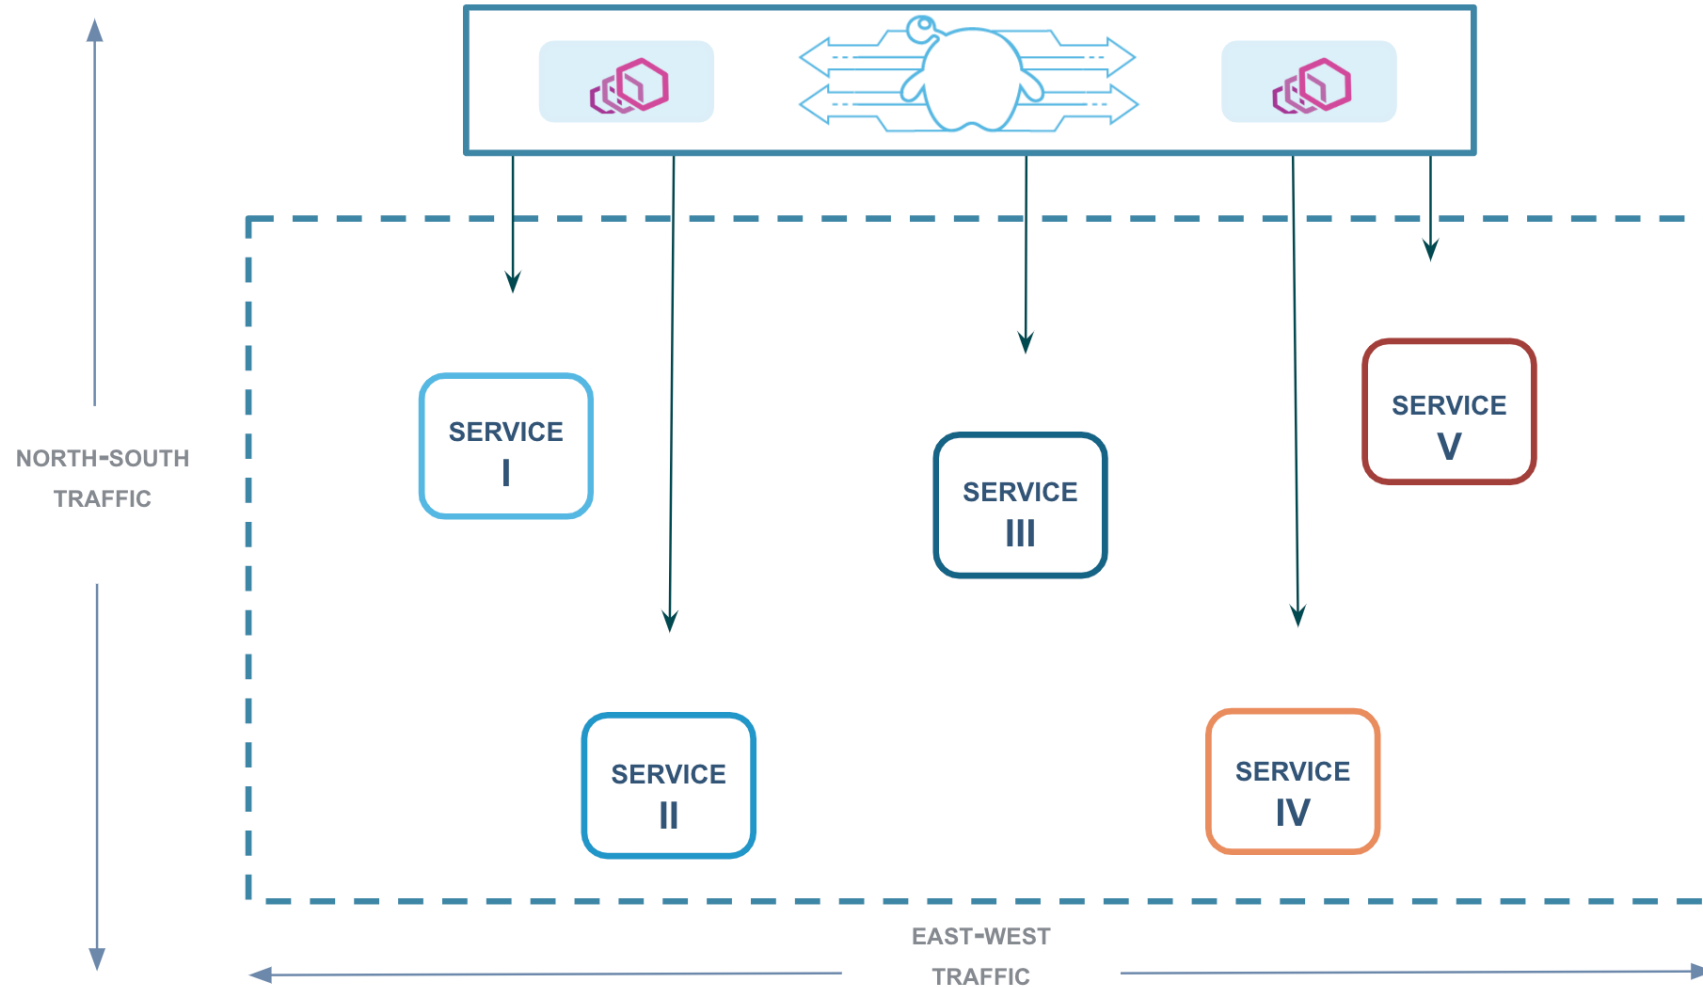 NORTH-SOUTH
TRAFFIC
SERVICE
I
SERVICE
II
SERVICE
III
SERVICE
IV
SERVICE
V
EAST-WEST
TRAFFIC